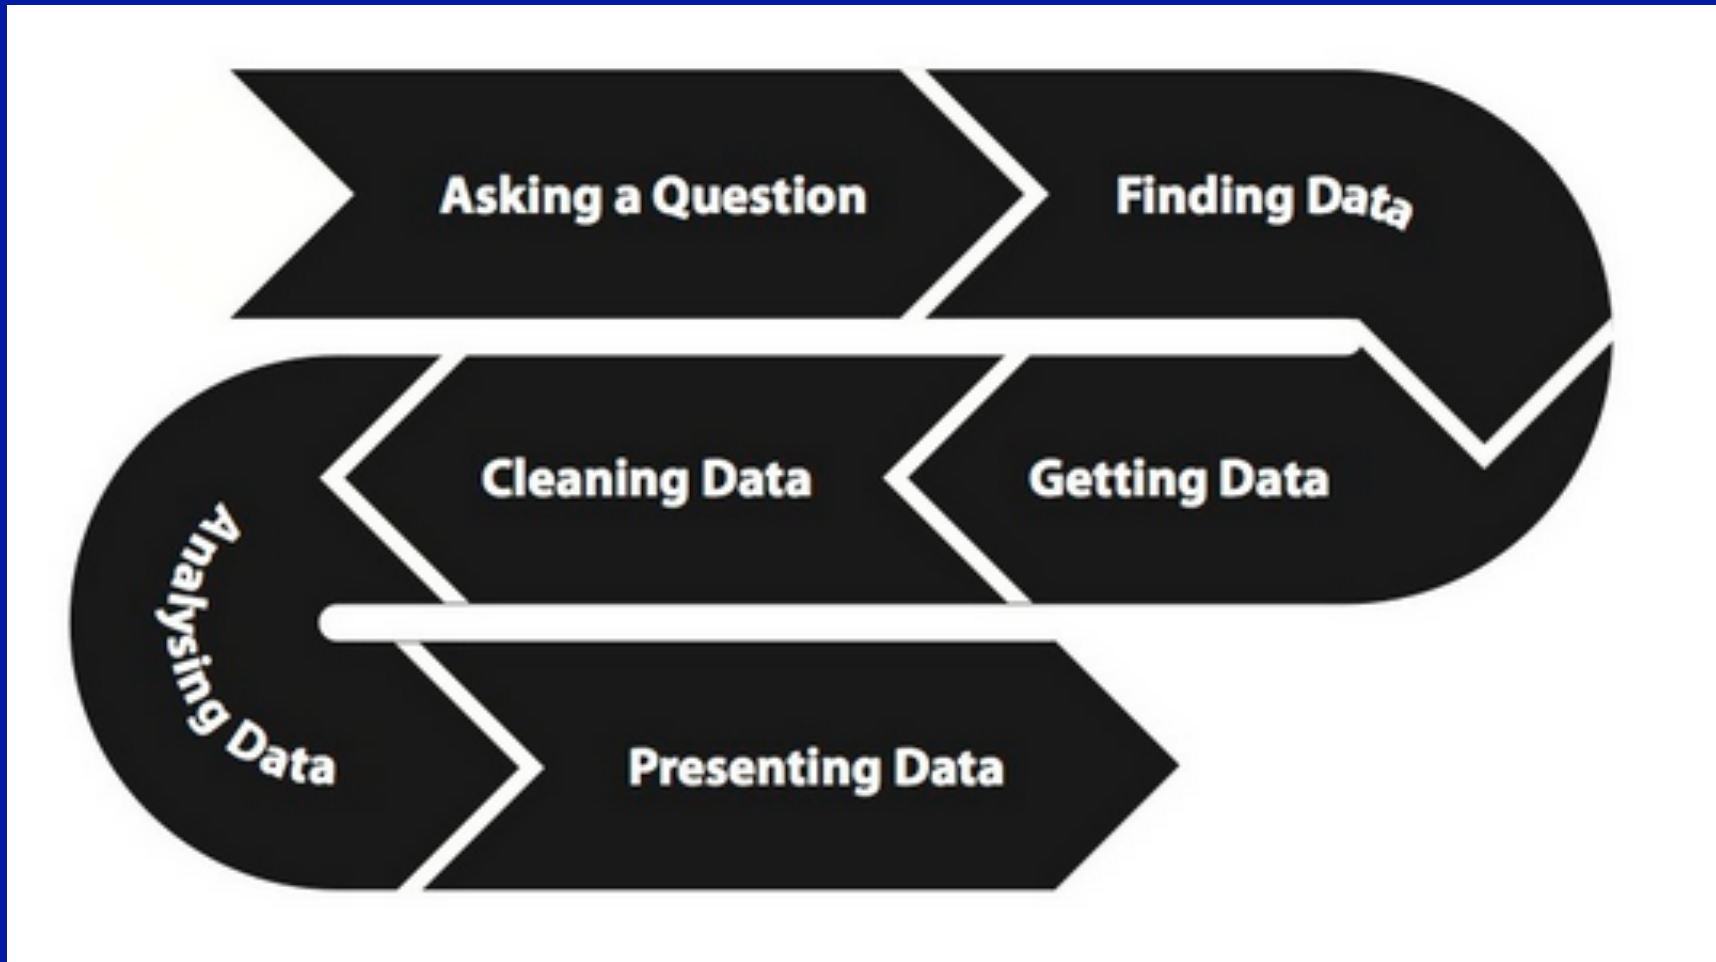 Asking a Question
Finding Data
Getting Data
Cleaning Data
Analysing Data
Presenting Data